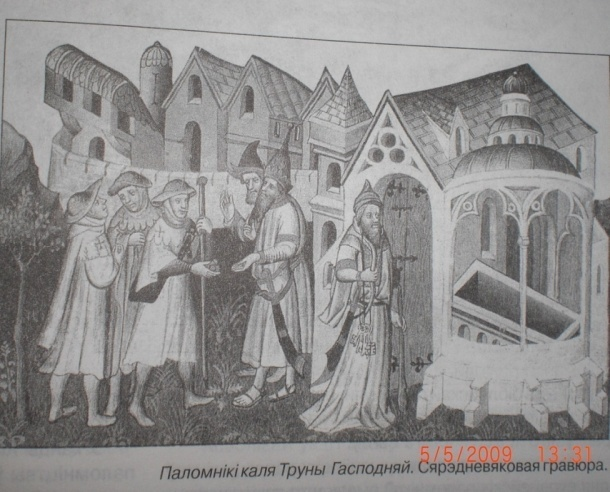 5/5/2009 13:31
Паломнікі каля Труны Гасподняй. Сярэдневяковая гравюра.